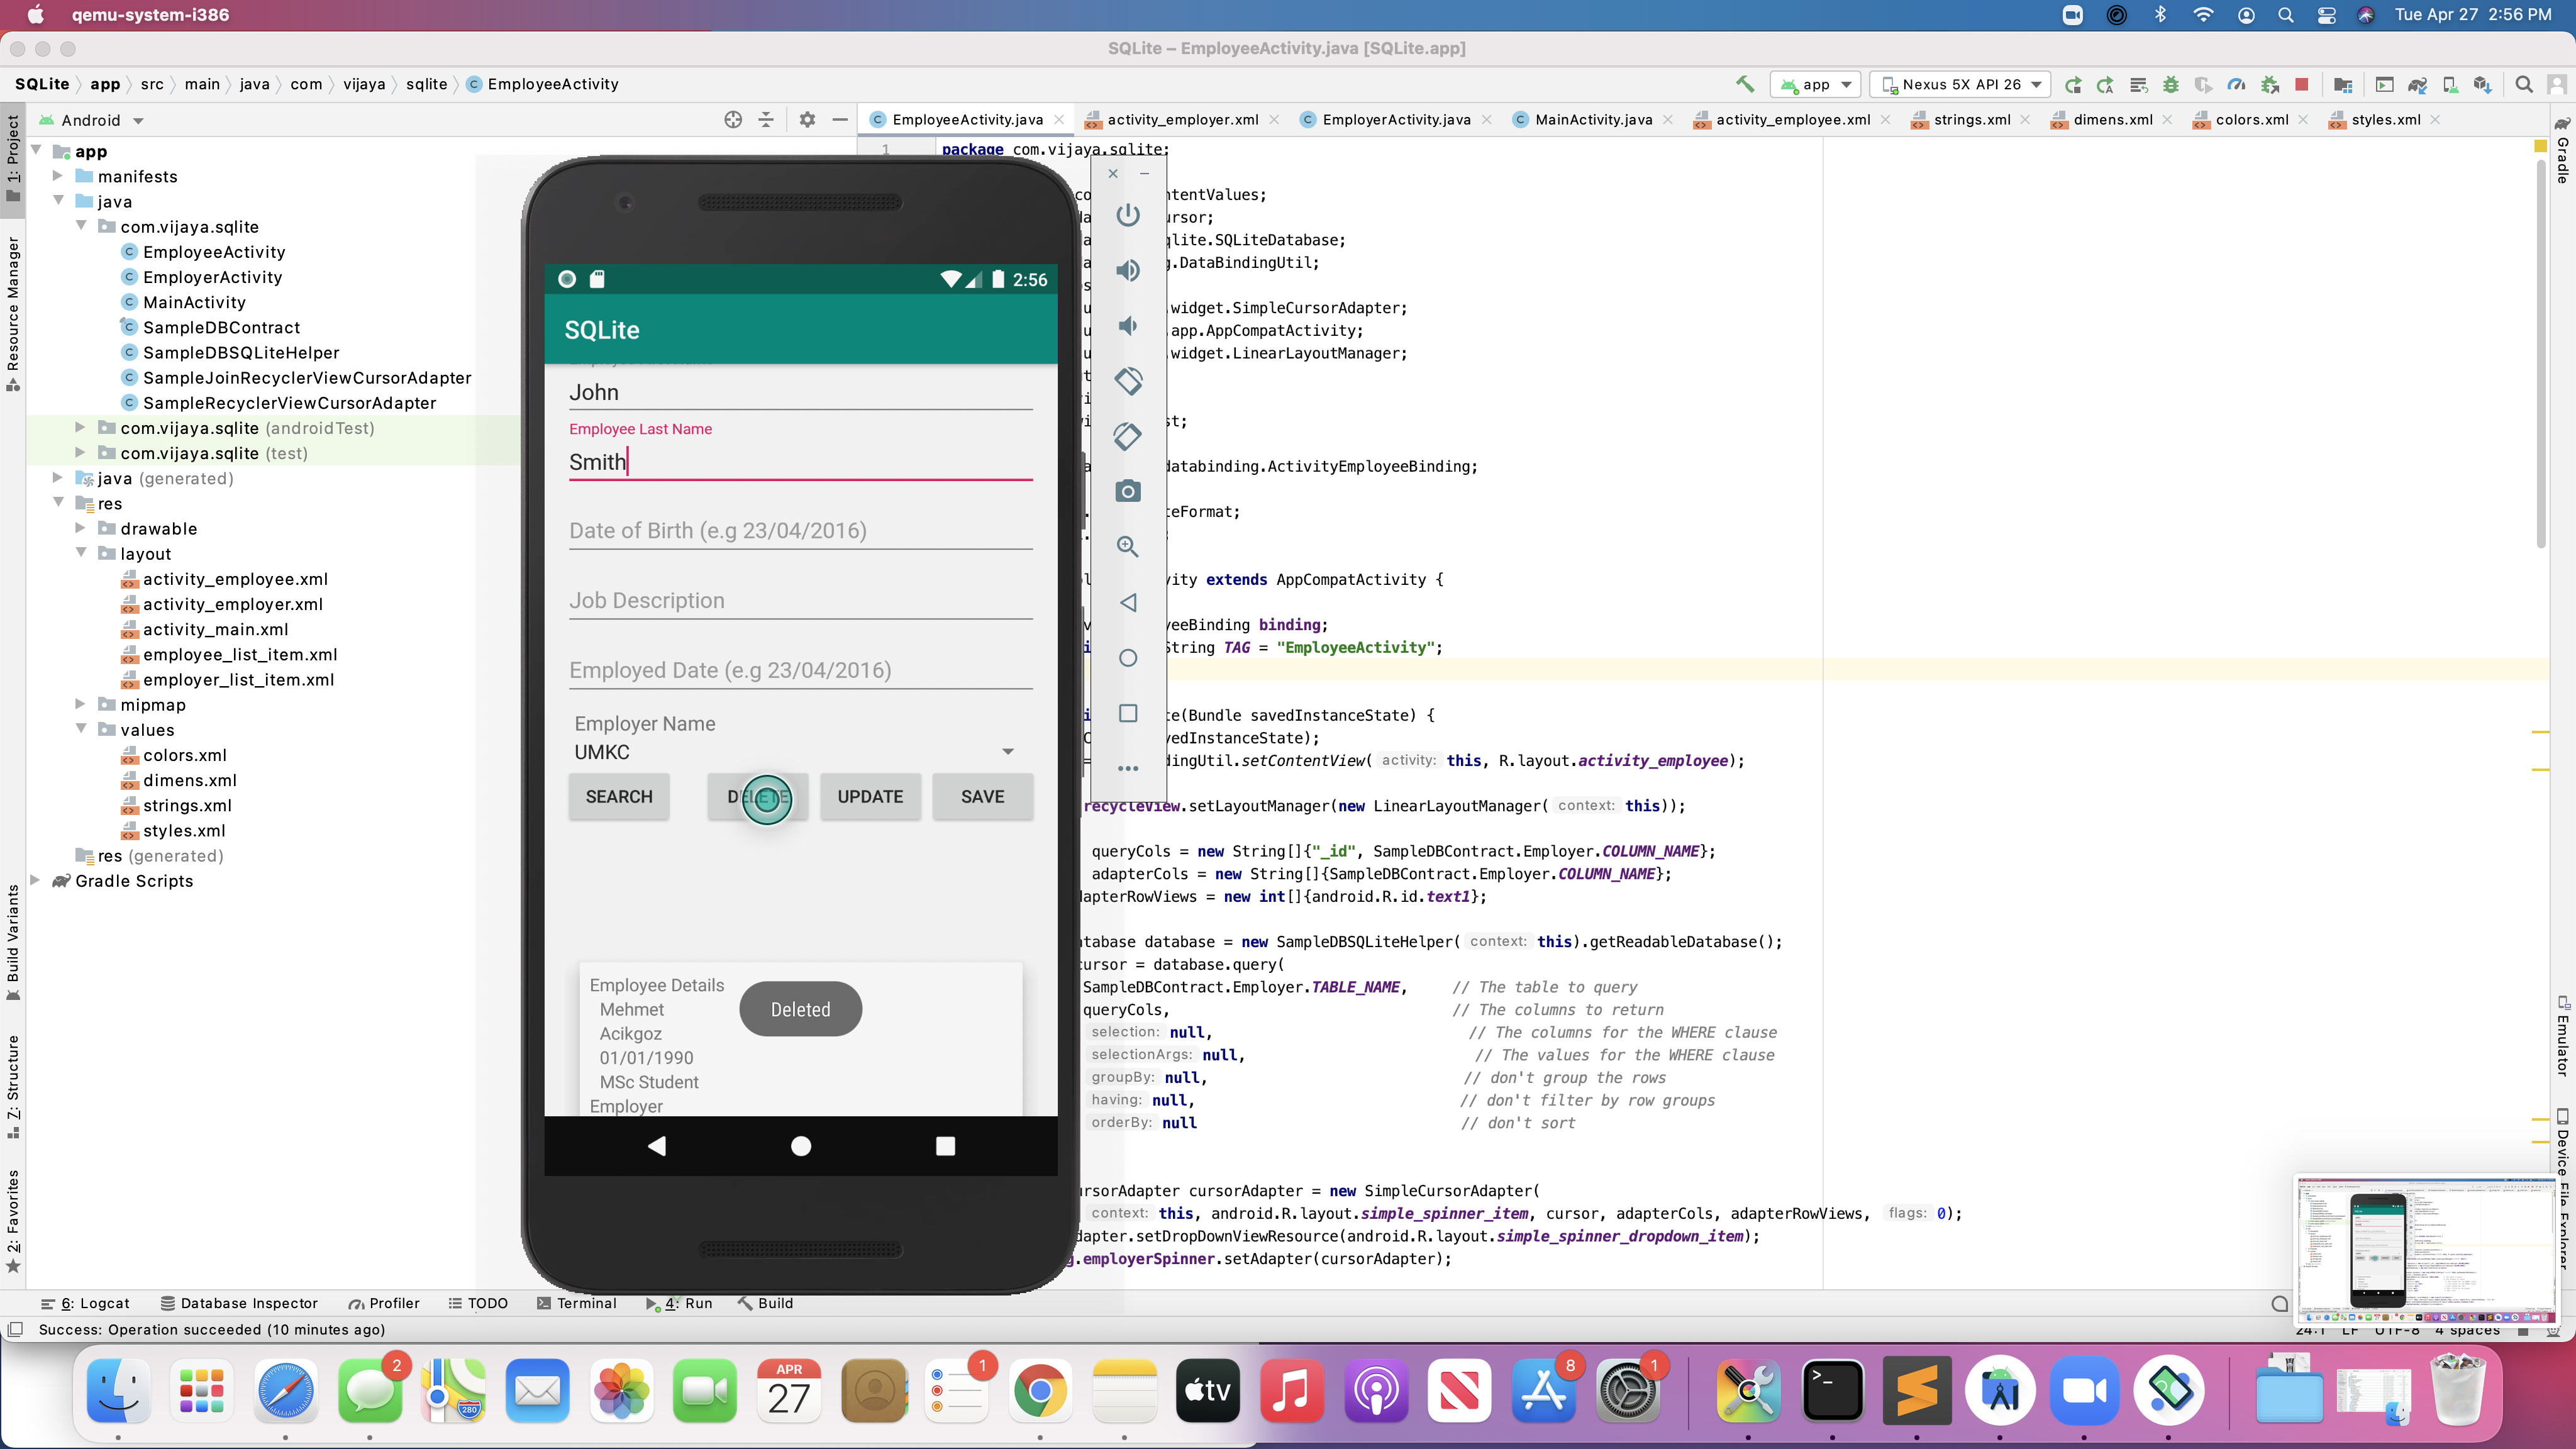 qemu-system-i386
Tue Apr 27 2:56 PM
SQLite – EmployeeActivity.java [SQLite.app]
SQLite app src main java com vijaya sqlite EmployeeActivity
app
Nexus 5X API 26
Android
EmployeeActivity.java
activity_employer.xml
EmployerActivity.java
MainActivity.java
activity_employee.xml
strings.xml
dimens.xml
colors.xml
styles.xml
1: Project
Resource Manager
Build Variants
7: Structure
2: Favorites
app
manifests
java
com.vijaya.sqlite
EmployeeActivity
EmployerActivity
MainActivity
SampleDBContract
SampleDBSQLiteHelper
SampleJoinRecyclerViewCursorAdapter
SampleRecyclerViewCursorAdapter
com.vijaya.sqlite (androidTest)
com.vijaya.sqlite (test)
java (generated)
res
drawable
layout
activity_employee.xml
activity_employer.xml
activity_main.xml
employee_list_item.xml
employer_list_item.xml
mipmap
values
colors.xml
dimens.xml
strings.xml
styles.xml
res (generated)
Gradle Scripts
2:56
SQLite
John
Employee Last Name
Smith
Date of Birth (e.g 23/04/2016)
Job Description
Employed Date (e.g 23/04/2016)
Employer Name
UMKC
SEARCH
DELETE
UPDATE
SAVE
Employee Details
Mehmet
Acikgoz
01/01/1990
MSc Student
Employer
Deleted
1
package com.vijaya.sqlite;
ntentValues;
ursor;
qlite.SQLiteDatabase;
g.DataBindingUtil;
.widget.SimpleCursorAdapter;
.app.AppCompatActivity;
.widget.LinearLayoutManager;
st;
databinding.ActivityEmployeeBinding;
teFormat;
vity extends AppCompatActivity {
yeeBinding binding;
String TAG = "EmployeeActivity";
te(Bundle savedInstanceState) {
vedInstanceState);
dingUtil.setContentView( activity: this, R.layout.activity_employee);
recycleView.setLayoutManager(new LinearLayoutManager( context: this));
queryCols = new String[]{"_id", SampleDBContract.Employer.COLUMN_NAME};
adapterCols = new String[]{SampleDBContract.Employer.COLUMN_NAME};
dapterRowViews = new int[]{android.R.id.text1};
tabase database = new SampleDBSQLiteHelper( context: this).getReadableDatabase();
cursor = database.query(
SampleDBContract.Employer.TABLE_NAME, // The table to query
queryCols, // The columns to return
selection: null, // The columns for the WHERE clause
selectionArgs: null, // The values for the WHERE clause
groupBy: null, // don't group the rows
having: null, // don't filter by row groups
orderBy: null // don't sort
ursorAdapter cursorAdapter = new SimpleCursorAdapter(
context: this, android.R.layout.simple_spinner_item, cursor, adapterCols, adapterRowViews, flags: 0);
dapter.setDropDownViewResource(android.R.layout.simple_spinner_dropdown_item);
g.employerSpinner.setAdapter(cursorAdapter);
Gradle
Emulator
Device File Explorer
6: Logcat
Database Inspector
Profiler
TODO
Terminal
4: Run
Build
Success: Operation succeeded (10 minutes ago)
24:1 LF UTF-8 4 spaces
2
280
APR
27
1
tv
8
1